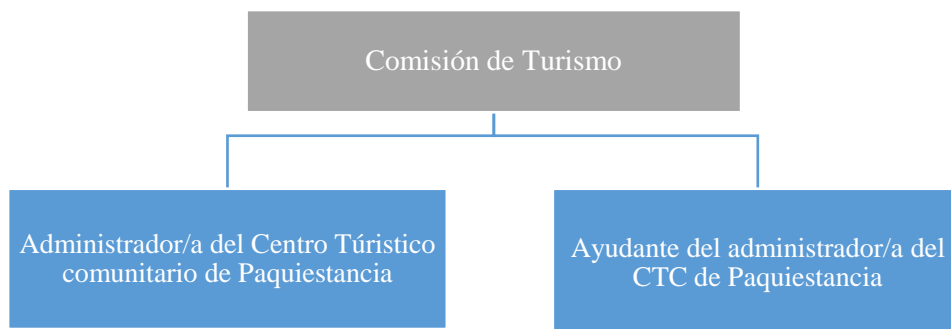 Comisión de Turismo
Administrador/a del Centro Túristico
comunitario de Paquiestancia
Ayudante del administrador/a del
CTC de Paquiestancia